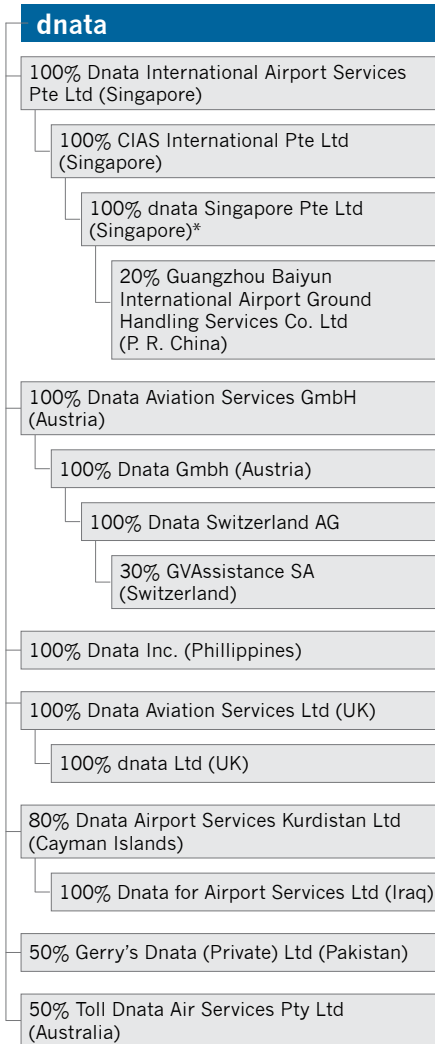 dnata
100% Dnata International Airport Services
Pte Ltd (Singapore)
100% CIAS International Pte Ltd
(Singapore)
100% dnata Singapore Pte Ltd
(Singapore)*
20% Guangzhou Baiyun
International Airport Ground
Handling Services Co. Ltd
(P. R. China)
100% Dnata Aviation Services GmbH
(Austria)
100% Dnata Gmbh (Austria)
100% Dnata Switzerland AG
30% GVAssistance SA
(Switzerland)
100% Dnata Inc. (Phillippines)
100% Dnata Aviation Services Ltd (UK)
100% dnata Ltd (UK)
80% Dnata Airport Services Kurdistan Ltd
(Cayman Islands)
100% Dnata for Airport Services Ltd (Iraq)
50% Gerry's Dnata (Private) Ltd (Pakistan)
50% Toll Dnata Air Services Pty Ltd
(Australia)